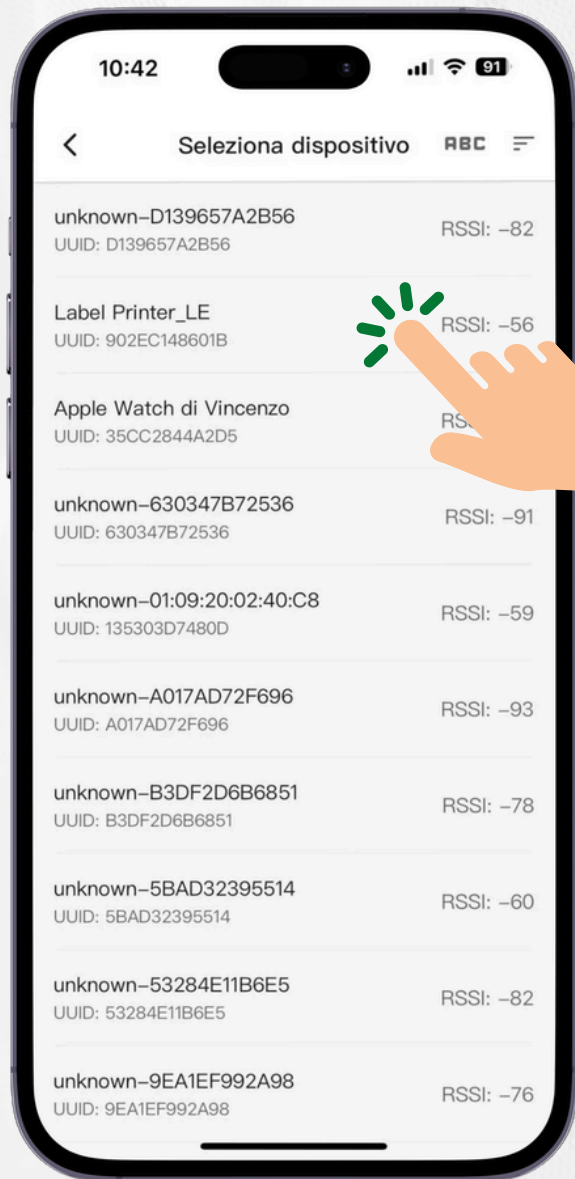 10:42
91
Seleziona dispositivo ABC
unknown–D139657A2B56
UUID: D139657A2B56
RSSI: –82
Label Printer_LE
UUID: 902EC148601B
RSSI: –56
Apple Watch di Vincenzo
UUID: 35CC2844A2D5
unknown–630347B72536
UUID: 630347B72536
RSSI: –91
unknown–01:09:20:02:40:C8
UUID: 135303D7480D
RSSI: –59
unknown–A017AD72F696
UUID: A017AD72F696
RSSI: –93
unknown–B3DF2D6B6851
UUID: B3DF2D6B6851
RSSI: –78
unknown–5BAD32395514
UUID: 5BAD32395514
RSSI: –60
unknown–53284E11B6E5
UUID: 53284E11B6E5
RSSI: –82
unknown–9EA1EF992A98
UUID: 9EA1EF992A98
RSSI: –76